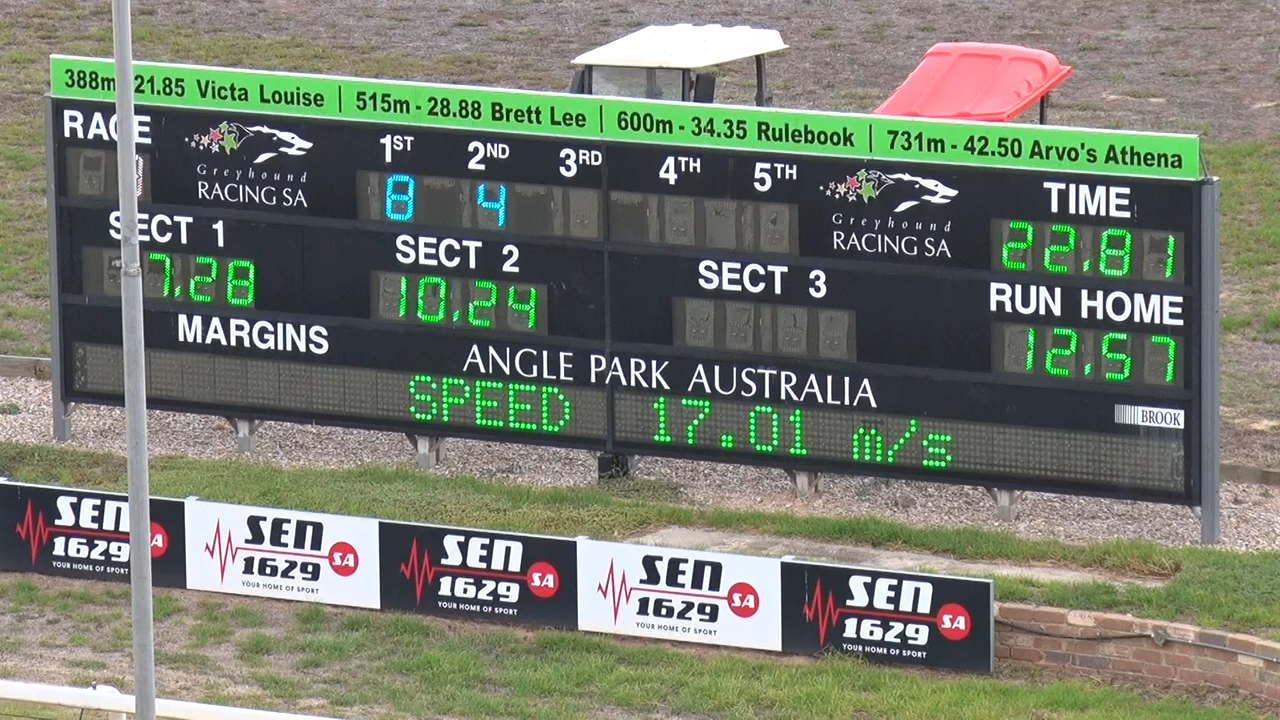 388m 21.85 Victa Louise | 515m - 28.88 Brett Lee | 600m - 34.35 Rulebook | 731m - 42.50 Arvo's Athena
RACE
Greyhound
RACING SA
1ST 2ND 3RD 4TH 5TH
8 4
Greyhound
RACING SA
TIME
22.81
SECT 1
7.28
SECT 2
10.24
SECT 3
RUN HOME
12.57
MARGINS
ANGLE PARK AUSTRALIA
BROOK
SPEED 17.01 m/s
SEN
1629 SA
YOUR HOME OF SPORT
SEN
1629 SA
YOUR HOME OF SPORT
SEN
1629 SA
YOUR HOME OF SPORT
SEN
1629 SA
YOUR HOME OF SPORT
SEN
1629 SA
YOUR HOME OF SPORT